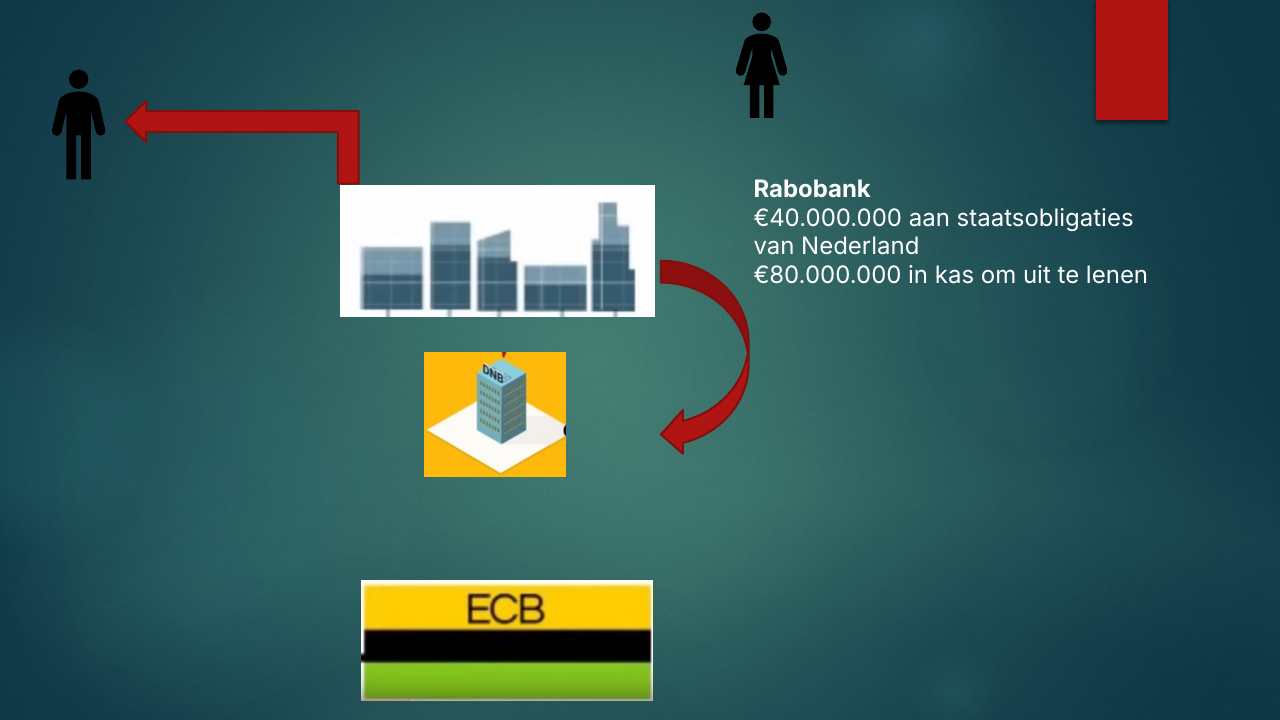 Rabobank
€40.000.000 aan staatsobligaties
van Nederland
€80.000.000 in kas om uit te lenen
DNB
ECB